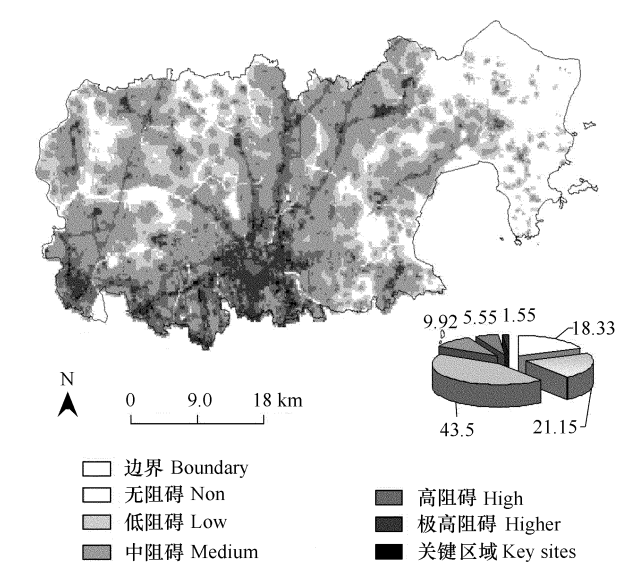 9.92 5.55 1.55
18.33
43.5
21.15
N
0 9.0 18 km
边界 Boundary
无阻碍 Non
低阻碍 Low
中阻碍 Medium
高阻碍 High
极高阻碍 Higher
关键区域 Key sites